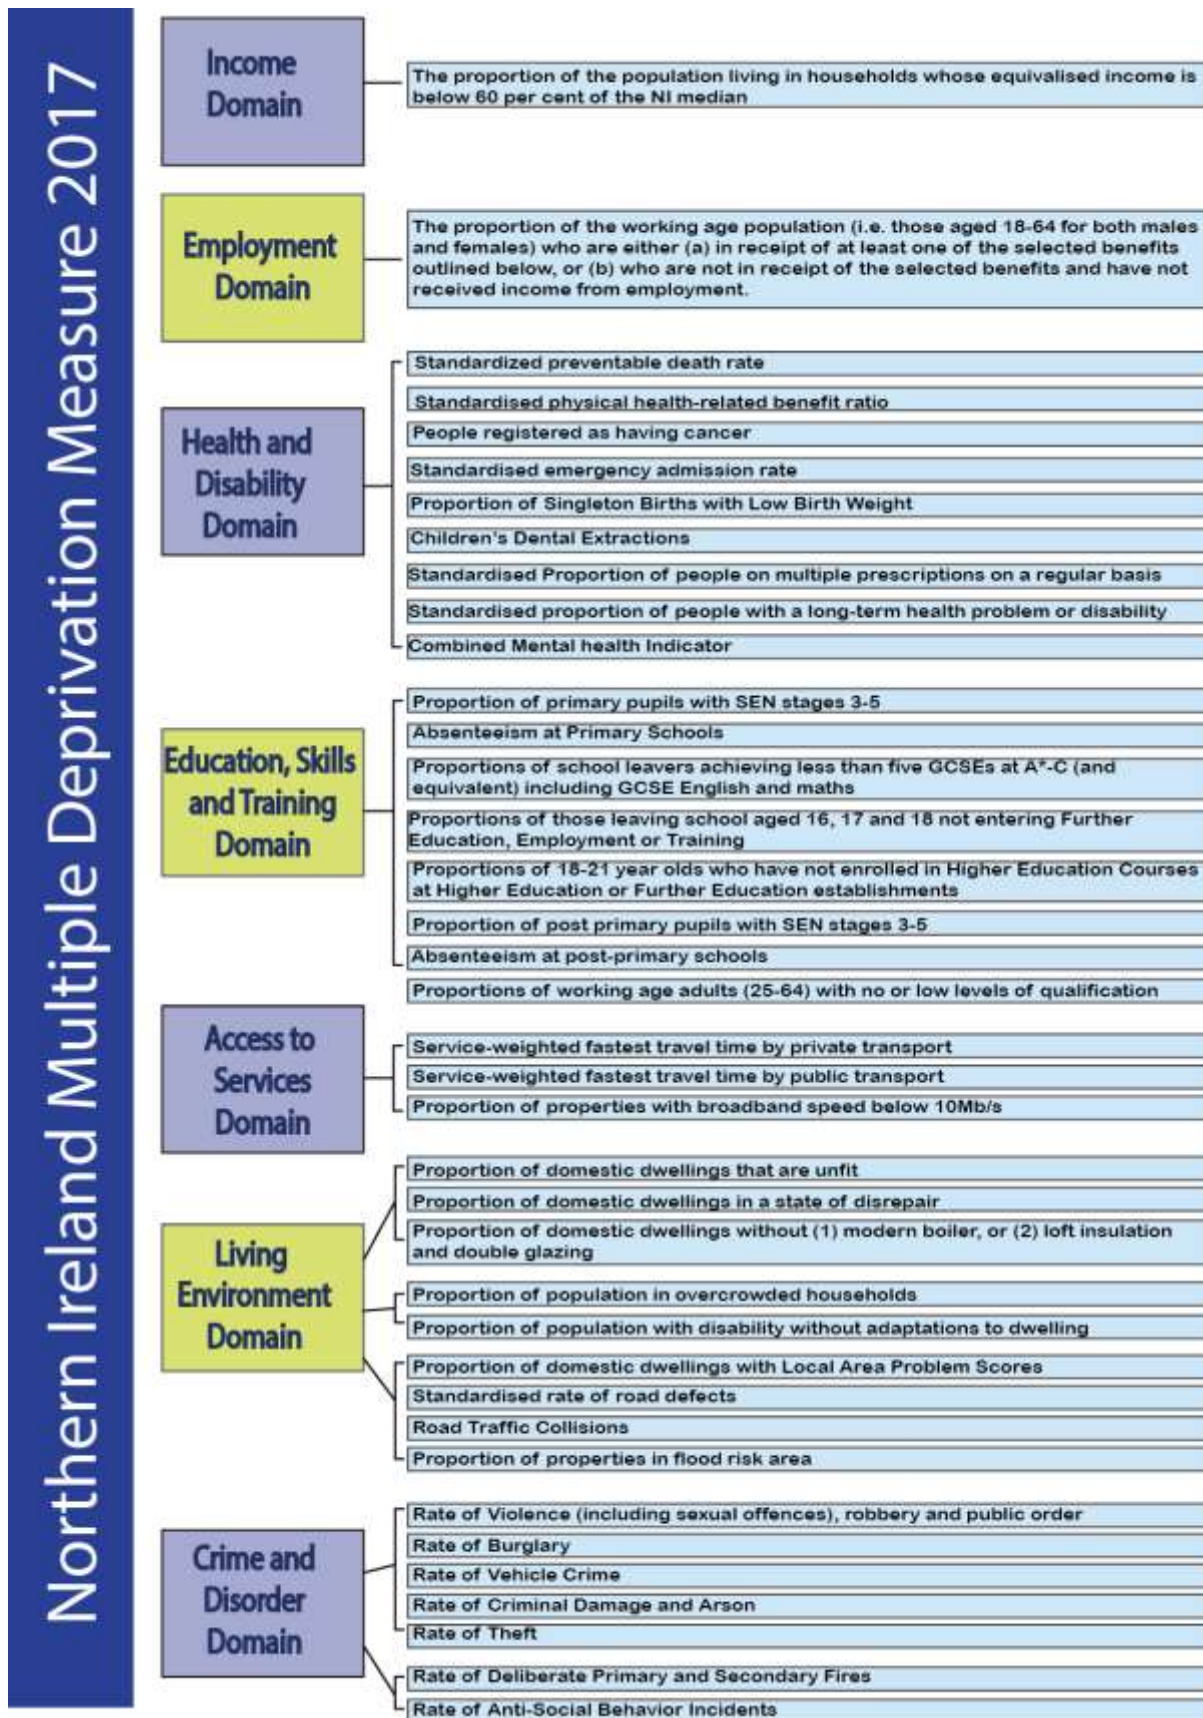 Northern Ireland Multiple Deprivation Measure 2017
Income
Domain
The proportion of the population living in households whose equivalised income is
below 60 per cent of the NI median
Employment
Domain
The proportion of the working age population (i.e. those aged 18-64 for both males
and females) who are either (a) in receipt of at least one of the selected benefits
outlined below, or (b) who are not in receipt of the selected benefits and have not
received income from employment.
Health and
Disability
Domain
Standardized preventable death rate
Standardised physical health-related benefit ratio
People registered as having cancer
Standardised emergency admission rate
Proportion of Singleton Births with Low Birth Weight
Children's Dental Extractions
Standardised Proportion of people on multiple prescriptions on a regular basis
Standardised proportion of people with a long-term health problem or disability
Combined Mental health Indicator
Education, Skills
and Training
Domain
Proportion of primary pupils with SEN stages 3-5
Absenteeism at Primary Schools
Proportions of school leavers achieving less than five GCSEs at A*-C (and
equivalent) including GCSE English and maths
Proportions of those leaving school aged 16, 17 and 18 not entering Further
Education, Employment or Training
Proportions of 18-21 year olds who have not enrolled in Higher Education Courses
at Higher Education or Further Education establishments
Proportion of post primary pupils with SEN stages 3-5
Absenteeism at post-primary schools
Proportions of working age adults (25-64) with no or low levels of qualification
Access to
Services
Domain
Service-weighted fastest travel time by private transport
Service-weighted fastest travel time by public transport
Proportion of properties with broadband speed below 10Mb/s
Living
Environment
Domain
Proportion of domestic dwellings that are unfit
Proportion of domestic dwellings in a state of disrepair
Proportion of domestic dwellings without (1) modern boiler, or (2) loft insulation
and double glazing
Proportion of population in overcrowded households
Proportion of population with disability without adaptations to dwelling
Proportion of domestic dwellings with Local Area Problem Scores
Standardised rate of road defects
Road Traffic Collisions
Proportion of properties in flood risk area
Crime and
Disorder
Domain
Rate of Violence (including sexual offences), robbery and public order
Rate of Burglary
Rate of Vehicle Crime
Rate of Criminal Damage and Arson
Rate of Theft
Rate of Deliberate Primary and Secondary Fires
Rate of Anti-Social Behavior Incidents